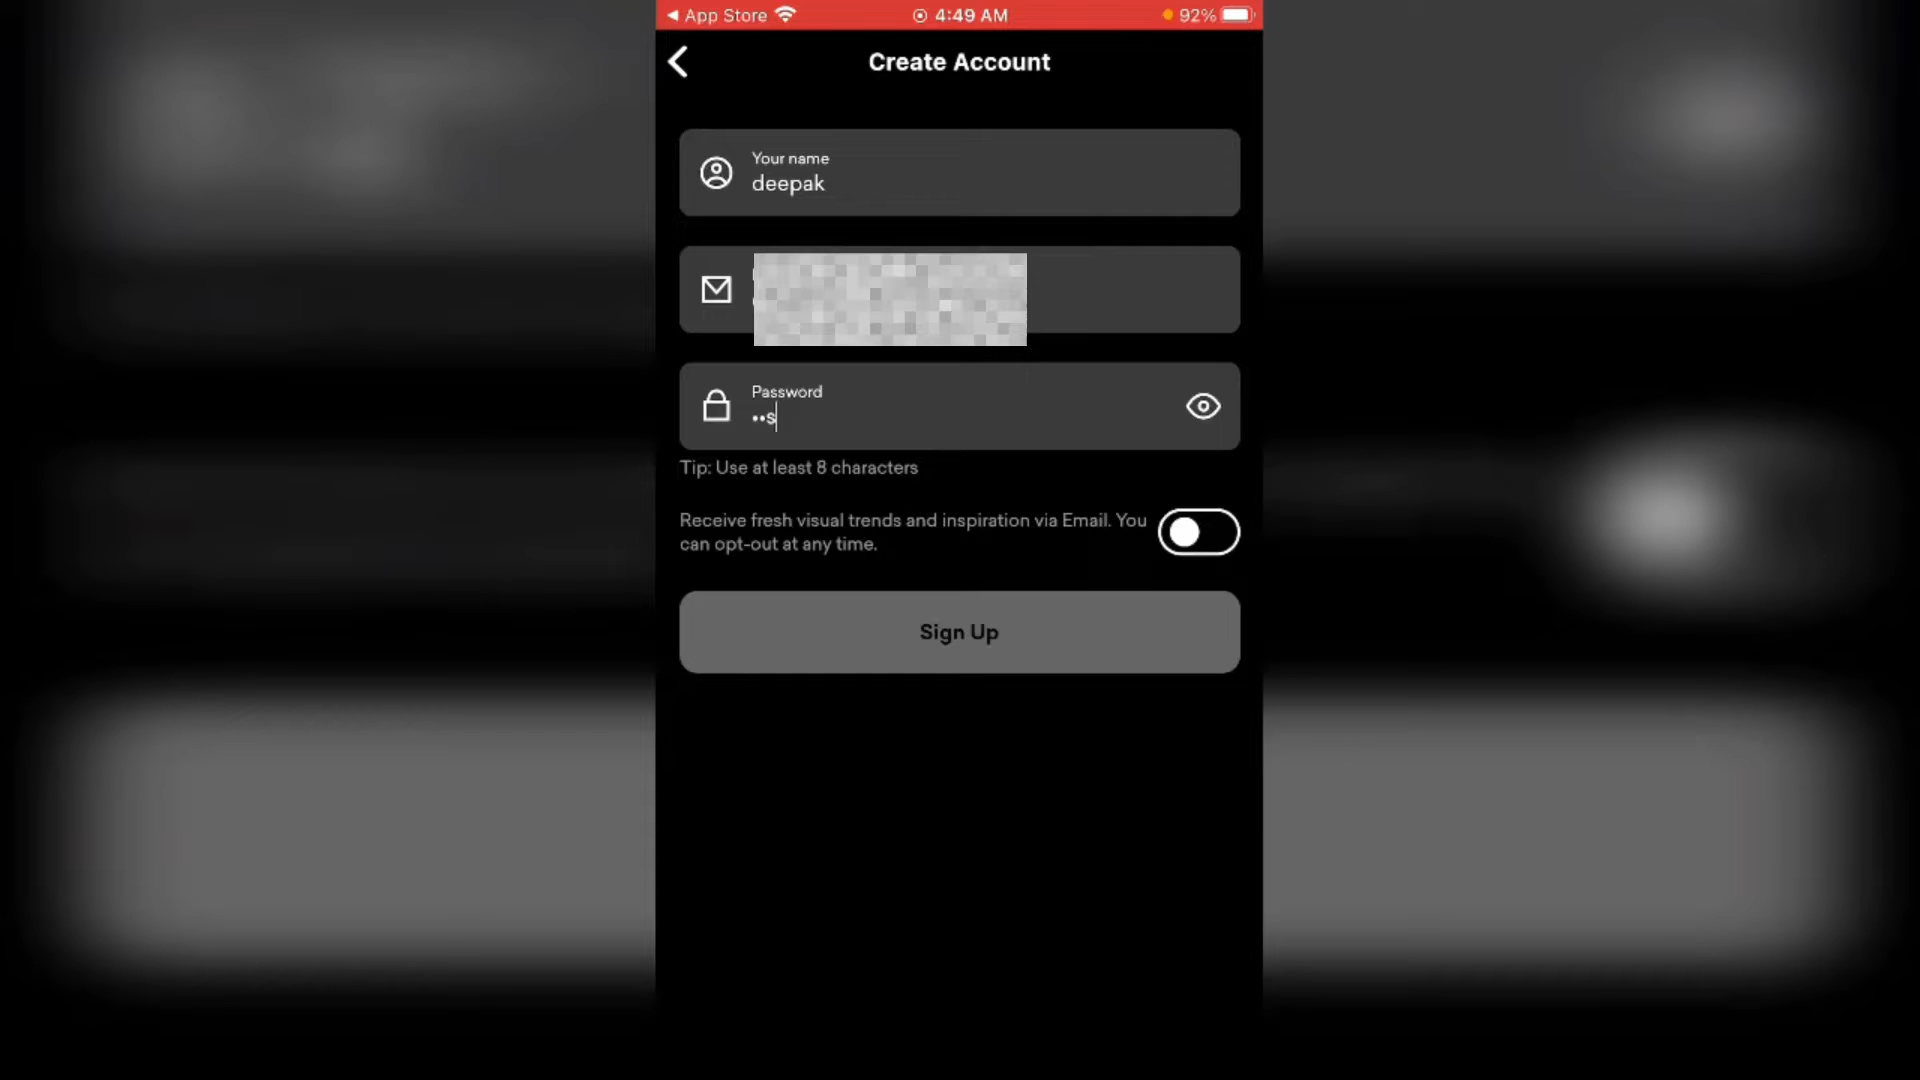 App Store
4:49 AM
92%
Create Account
Your name
deepak
Password
••s
Tip: Use at least 8 characters
Receive fresh visual trends and inspiration via Email. You
can opt-out at any time.
Sign Up